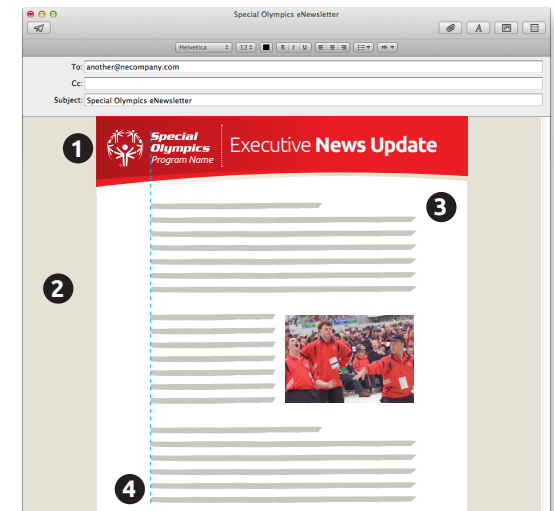 Special Olympics eNewsletter
A
Helvetica 12 B I U
To: another@necompany.com
Cc:
Subject: Special Olympics eNewsletter
1
Special
Olympics
Program Name
Executive News Update
3
2
4